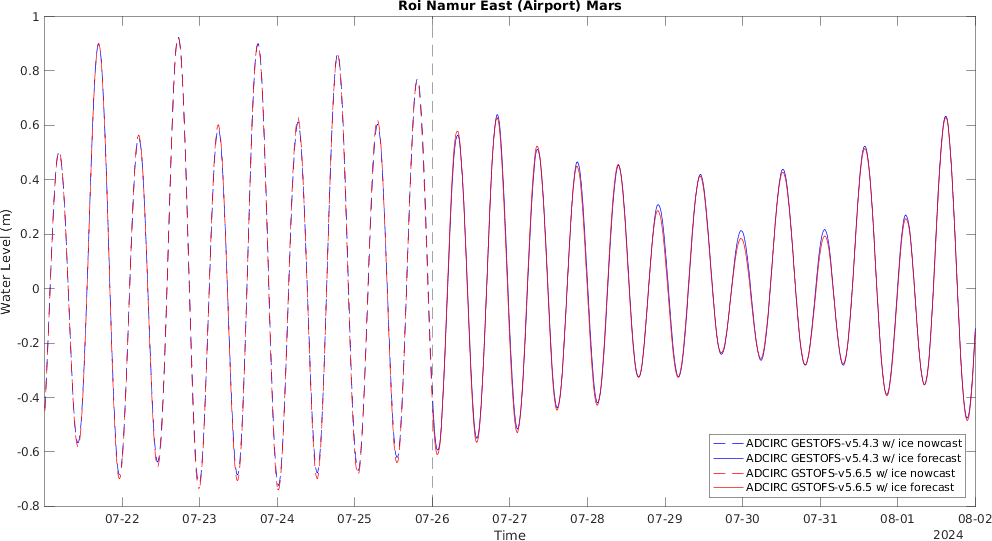 Roi Namur East (Airport) Mars
1
0.8
0.6
0.4
0.2
0
-0.2
-0.4
-0.6
-0.8
Water Level (m)
ADCIRC GESTOFS-v5.4.3 w/ ice nowcast
ADCIRC GESTOFS-v5.4.3 w/ ice forecast
ADCIRC GSTOFS-v5.6.5 w/ ice nowcast
ADCIRC GSTOFS-v5.6.5 w/ ice forecast
07-22 07-23 07-24 07-25 07-26 07-27 07-28 07-29 07-30 07-31 08-01 08-02
Time
2024